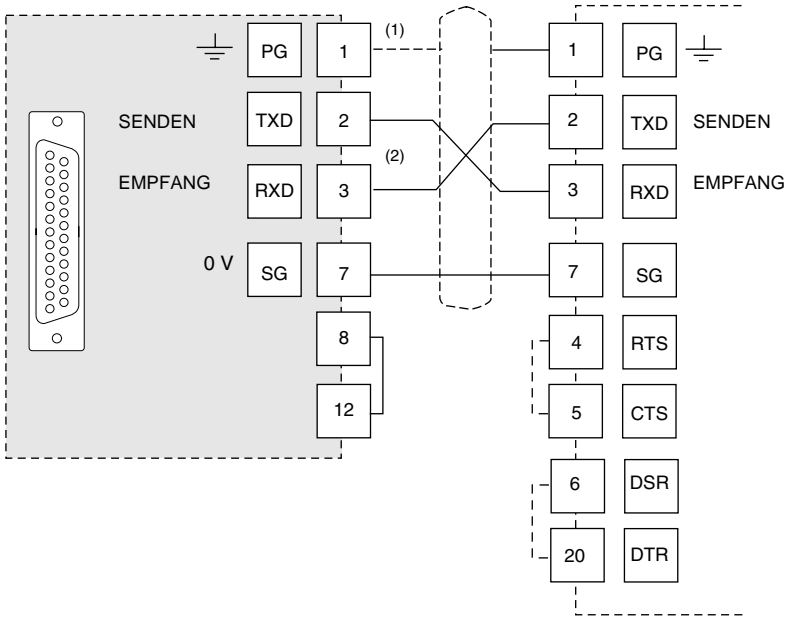 PG 1 (1) 1 PG
SENDEN TXD 2 2 TXD SENDEN
(2)
EMPFANG RXD 3 3 RXD EMPFANG
0 V SG 7 7 SG
8 4 RTS
12 5 CTS
6 DSR
20 DTR